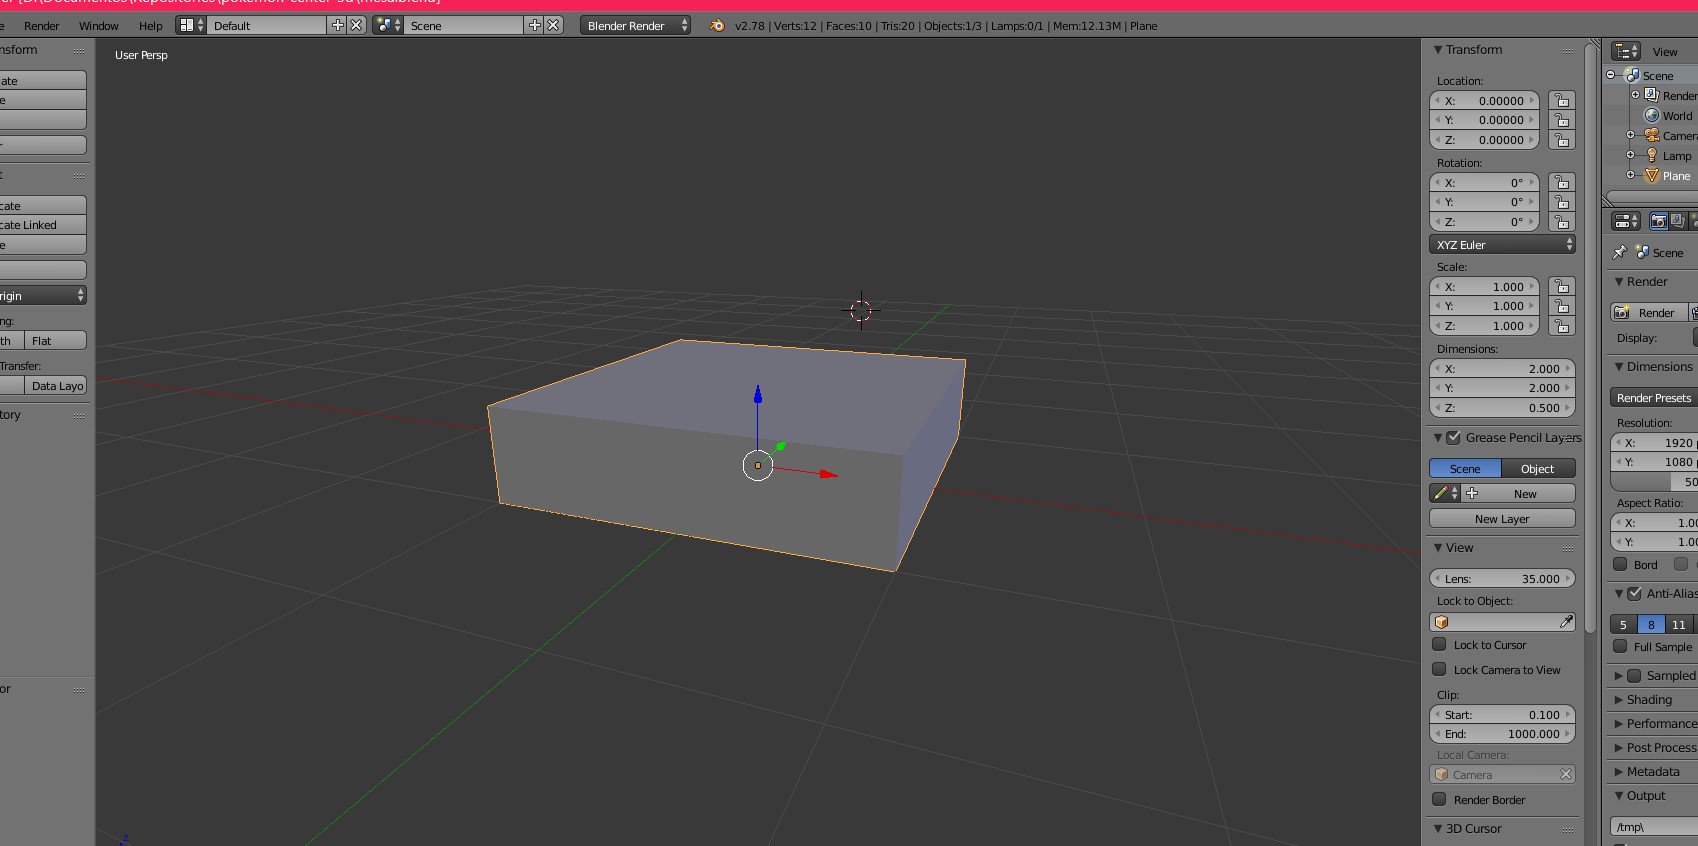 Render Window Help Default Scene Blender Render v2.78 | Verts:12 | Faces:10 | Tris:20 | Objects:1/3 | Lamps:0/1 | Mem:12.13M | Plane
nsform
ate
e
r
t
cate
cate Linked
e
rigin
ng:
th Flat
Transfer:
Data Layo
tory
or
User Persp
z
Transform
Location:
X: 0.00000
Y: 0.00000
Z: 0.00000
Rotation:
X: 0°
Y: 0°
Z: 0°
XYZ Euler
Scale:
X: 1.000
Y: 1.000
Z: 1.000
Dimensions:
X: 2.000
Y: 2.000
Z: 0.500
Grease Pencil Layers
Scene Object
New
New Layer
View
Lens: 35.000
Lock to Object:
Lock to Cursor
Lock Camera to View
Clip:
Start: 0.100
End: 1000.000
Local Camera:
Camera
Render Border
3D Cursor
View
Scene
Render
World
Camera
Lamp
Plane
Scene
Render
Render
Display:
Dimensions
Render Presets
Resolution:
X: 1920 p
Y: 1080 p
50
Aspect Ratio:
X: 1.00
Y: 1.00
Bord
Anti-Alias
5 8 11
Full Sample
Sampled
Shading
Performance
Post Process
Metadata
Output
/tmp\